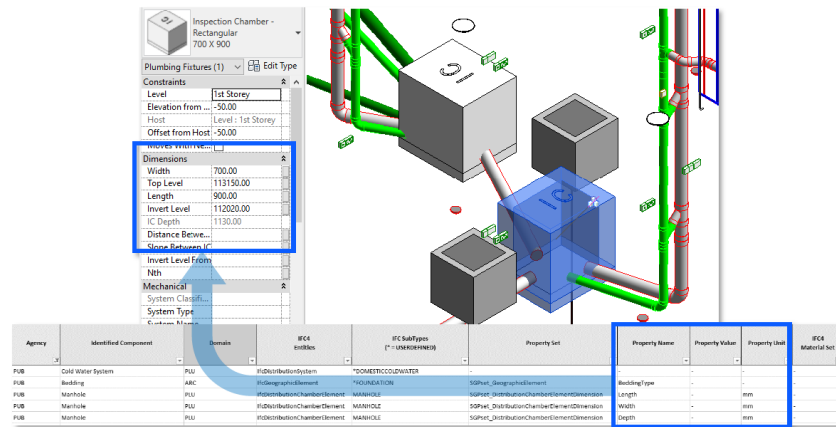 Inspection Chamber -
Rectangular
700 X 900
Plumbing Fixtures (1) Edit Type
Constraints
Level 1st Storey
Elevation from ... -50.00
Host Level : 1st Storey
Offset from Host -50.00
Moves With Ne...
Dimensions
Width 700.00
Top Level 113150.00
Length 900.00
Invert Level 112020.00
IC Depth 1130.00
Distance Betwe...
Slope Between IC
Invert Level From
Nth
Mechanical
System Classifi...
System Type
System Name
Agency Identified Component Domain IFC4 Entities IFC SubTypes (* = USERDEFINED) Property Set Property Name Property Value Property Unit IFC4 Material Set
PUB Cold Water System PLU IfcDistributionSystem *DOMESTICCOLDWATER - - - - -
PUB Bedding ARC IfcGeographicElement *FOUNDATION SGPset_GeographicElement BeddingType - - -
PUB Manhole PLU IfcDistributionChamberElement MANHOLE SGPset_DistributionChamberElementDimension Length - mm -
PUB Manhole PLU IfcDistributionChamberElement MANHOLE SGPset_DistributionChamberElementDimension Width - mm -
PUB Manhole PLU IfcDistributionChamberElement MANHOLE SGPset_DistributionChamberElementDimension Depth - mm -